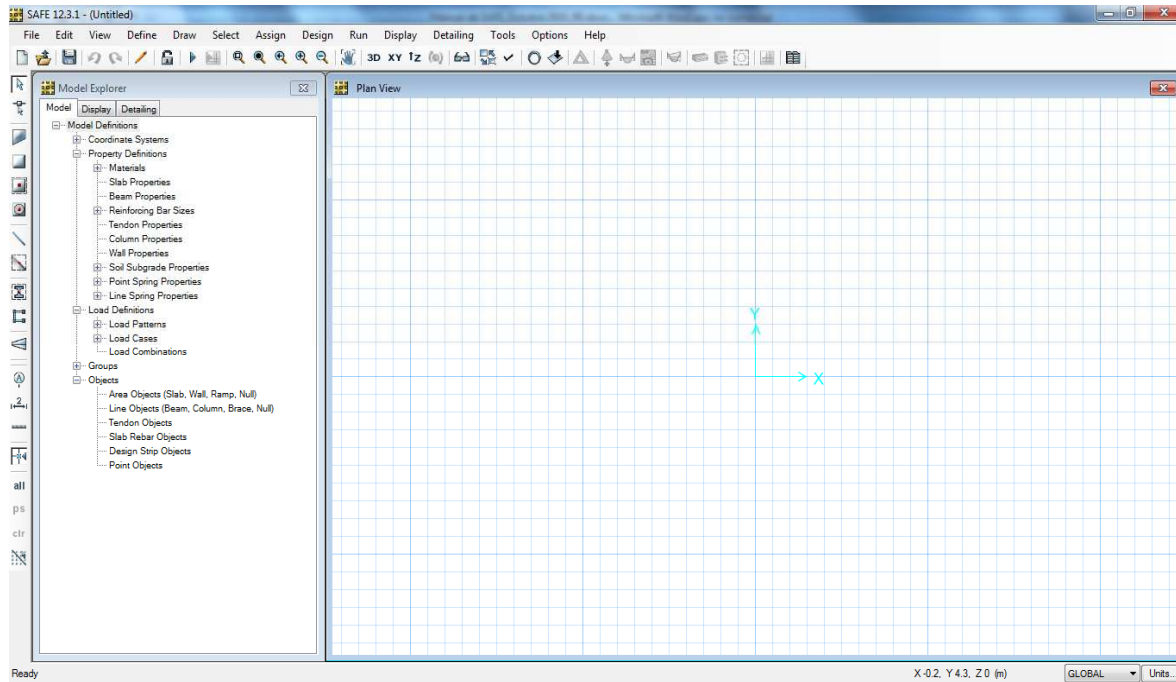 SAFE 12.3.1 - (Untitled)
File Edit View Define Draw Select Assign Design Run Display Detailing Tools Options Help
3D XY
Model Explorer
Model Display Detailing
Model Definitions
Coordinate Systems
Property Definitions
Materials
Slab Properties
Beam Properties
Reinforcing Bar Sizes
Tendon Properties
Column Properties
Wall Properties
Soil Subgrade Properties
Point Spring Properties
Line Spring Properties
Load Definitions
Load Patterns
Load Cases
Load Combinations
Groups
Objects
Area Objects (Slab, Wall, Ramp, Null)
Line Objects (Beam, Column, Brace, Null)
Tendon Objects
Slab Rebar Objects
Design Strip Objects
Point Objects
all
ps
clr
Plan View
Y
X
Ready
X -0.2, Y 4.3, Z 0 (m)
GLOBAL
Units...